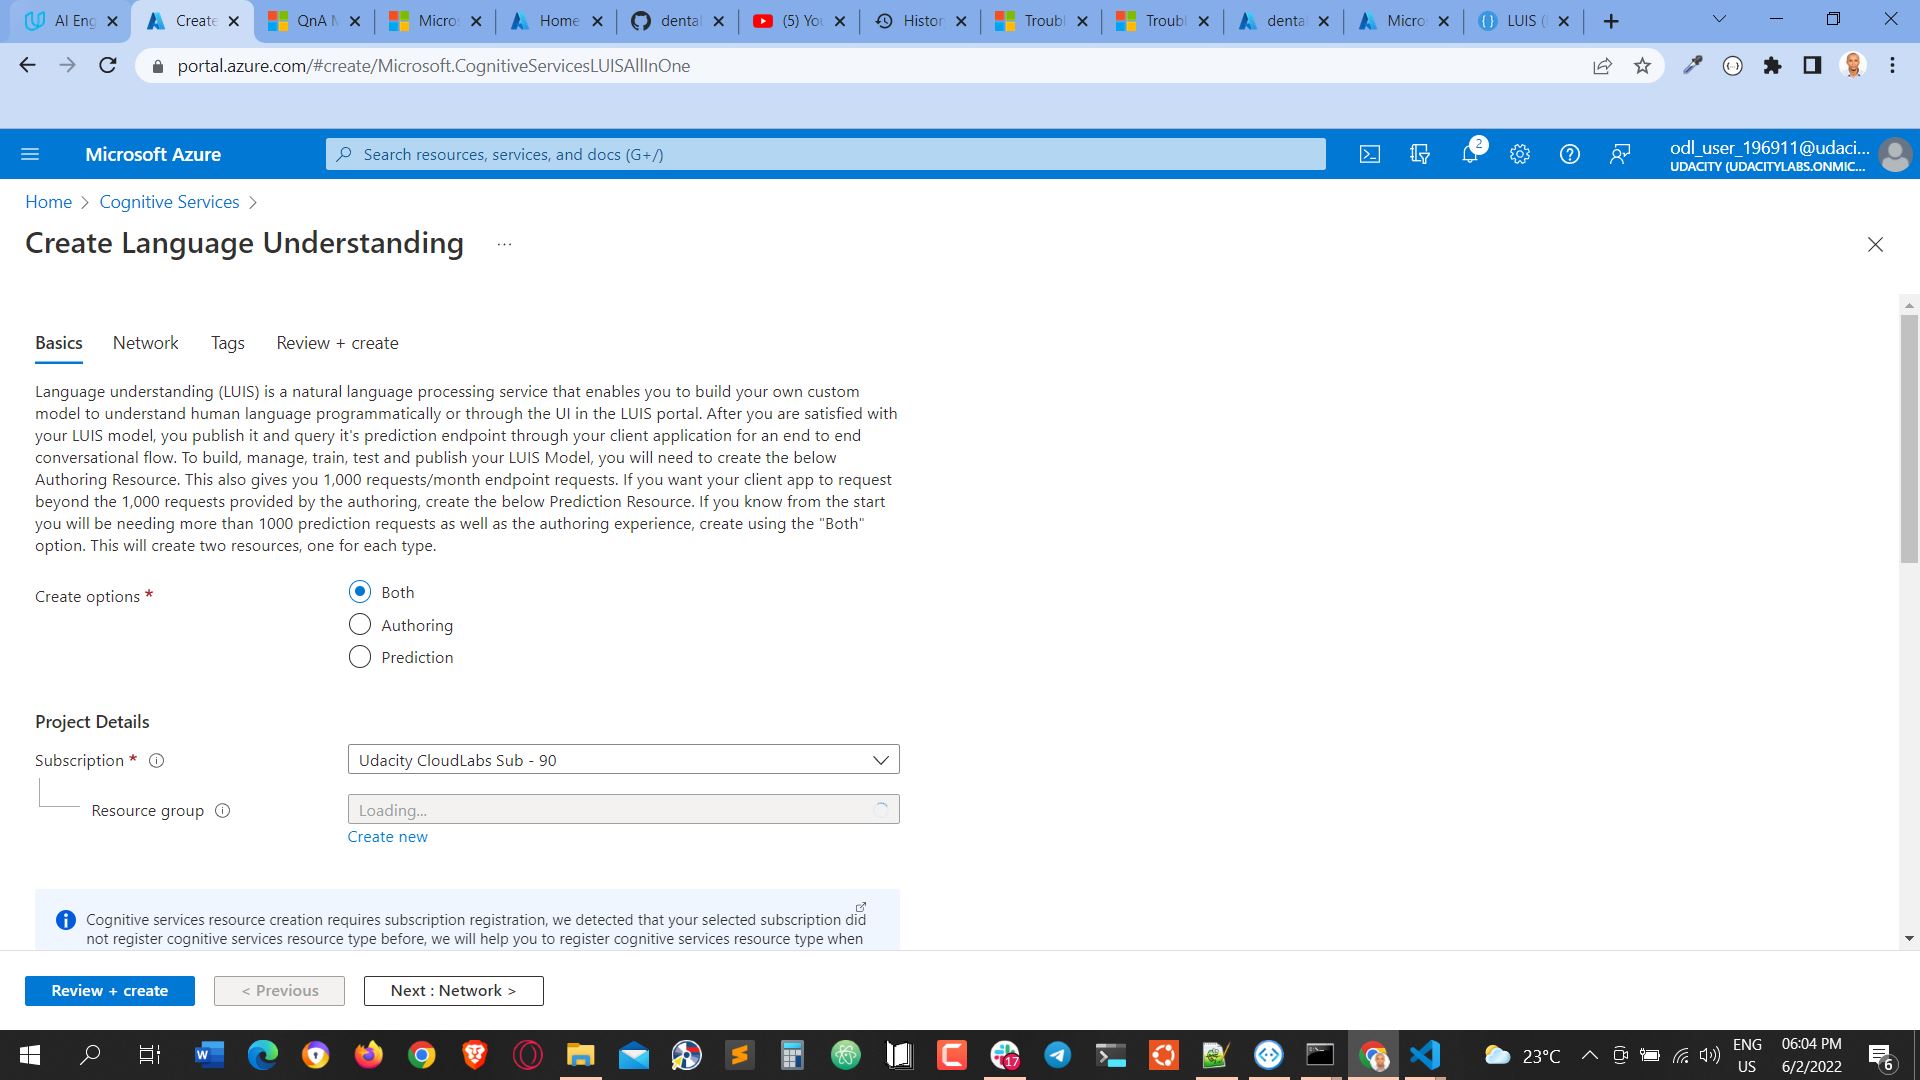 AI Eng
Create
QnA M
Micros
Home
dental
(5) You
Histor
Troubl
Troubl
dental
Micro
LUIS (
portal.azure.com/#create/Microsoft.CognitiveServicesLUISAllInOne
Microsoft Azure
Search resources, services, and docs (G+/)
2
odl_user_196911@udaci...
UDACITY (UDACITYLABS.ONMIC...
Home > Cognitive Services >
Create Language Understanding ...
Basics Network Tags Review + create
Language understanding (LUIS) is a natural language processing service that enables you to build your own custom
model to understand human language programmatically or through the UI in the LUIS portal. After you are satisfied with
your LUIS model, you publish it and query it's prediction endpoint through your client application for an end to end
conversational flow. To build, manage, train, test and publish your LUIS Model, you will need to create the below
Authoring Resource. This also gives you 1,000 requests/month endpoint requests. If you want your client app to request
beyond the 1,000 requests provided by the authoring, create the below Prediction Resource. If you know from the start
you will be needing more than 1000 prediction requests as well as the authoring experience, create using the "Both"
option. This will create two resources, one for each type.
Create options *
Both
Authoring
Prediction
Project Details
Subscription *
Udacity CloudLabs Sub - 90
Resource group
Loading...
Create new
Cognitive services resource creation requires subscription registration, we detected that your selected subscription did
not register cognitive services resource type before, we will help you to register cognitive services resource type when
Review + create
< Previous
Next : Network >
17
23°C
ENG
US
06:04 PM
6/2/2022
6